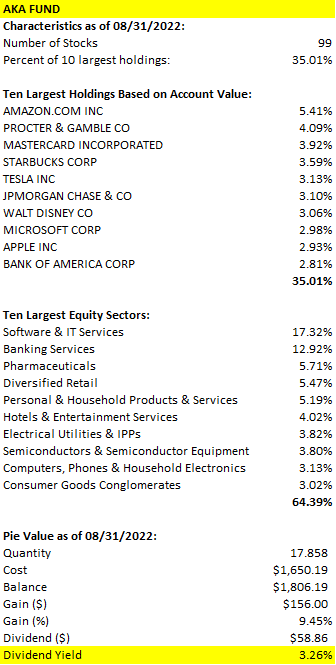 AKA FUND
Characteristics as of 08/31/2022:
Number of Stocks 99
Percent of 10 largest holdings: 35.01%
Ten Largest Holdings Based on Account Value:
AMAZON.COM INC 5.41%
PROCTER & GAMBLE CO 4.09%
MASTERCARD INCORPORATED 3.92%
STARBUCKS CORP 3.59%
TESLA INC 3.13%
JPMORGAN CHASE & CO 3.10%
WALT DISNEY CO 3.06%
MICROSOFT CORP 2.98%
APPLE INC 2.93%
BANK OF AMERICA CORP 2.81%
35.01%
Ten Largest Equity Sectors:
Software & IT Services 17.32%
Banking Services 12.92%
Pharmaceuticals 5.71%
Diversified Retail 5.47%
Personal & Household Products & Services 5.19%
Hotels & Entertainment Services 4.02%
Electrical Utilities & IPPs 3.82%
Semiconductors & Semiconductor Equipment 3.80%
Computers, Phones & Household Electronics 3.13%
Consumer Goods Conglomerates 3.02%
64.39%
Pie Value as of 08/31/2022:
Quantity 17.858
Cost $1,650.19
Balance $1,806.19
Gain ($) $156.00
Gain (%) 9.45%
Dividend ($) $58.86
Dividend Yield 3.26%